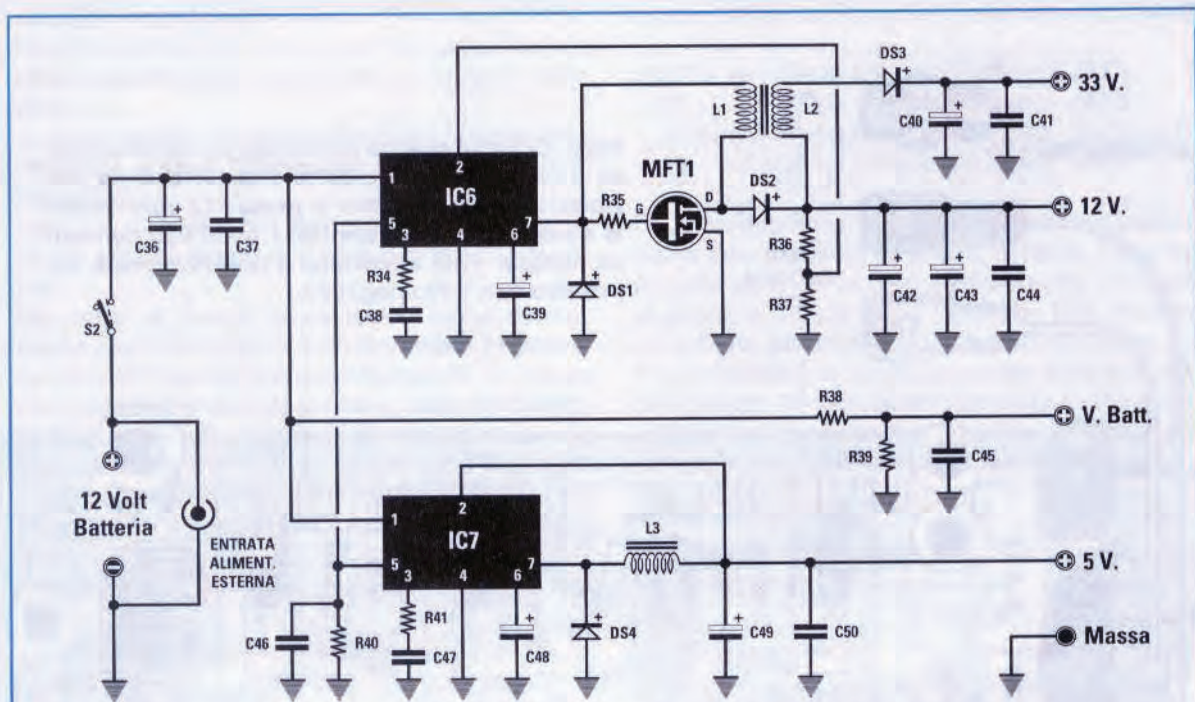 DS3
33 V.
L1
L2
C40
+
C41
MFT1
2
1
IC6
R35
G
D
DS2
12 V.
S
5
3
4
6
7
C36
+
C37
R34
C38
C39
+
DS1
R36
R37
C42
+
C43
+
C44
S2
R38
V. Batt.
R39
C45
12 Volt
Batteria
ENTRATA
ALIMENT.
ESTERNA
2
1
IC7
L3
5 V.
5
3
4
6
7
C46
R40
R41
C47
C48
+
DS4
C49
+
C50
Massa